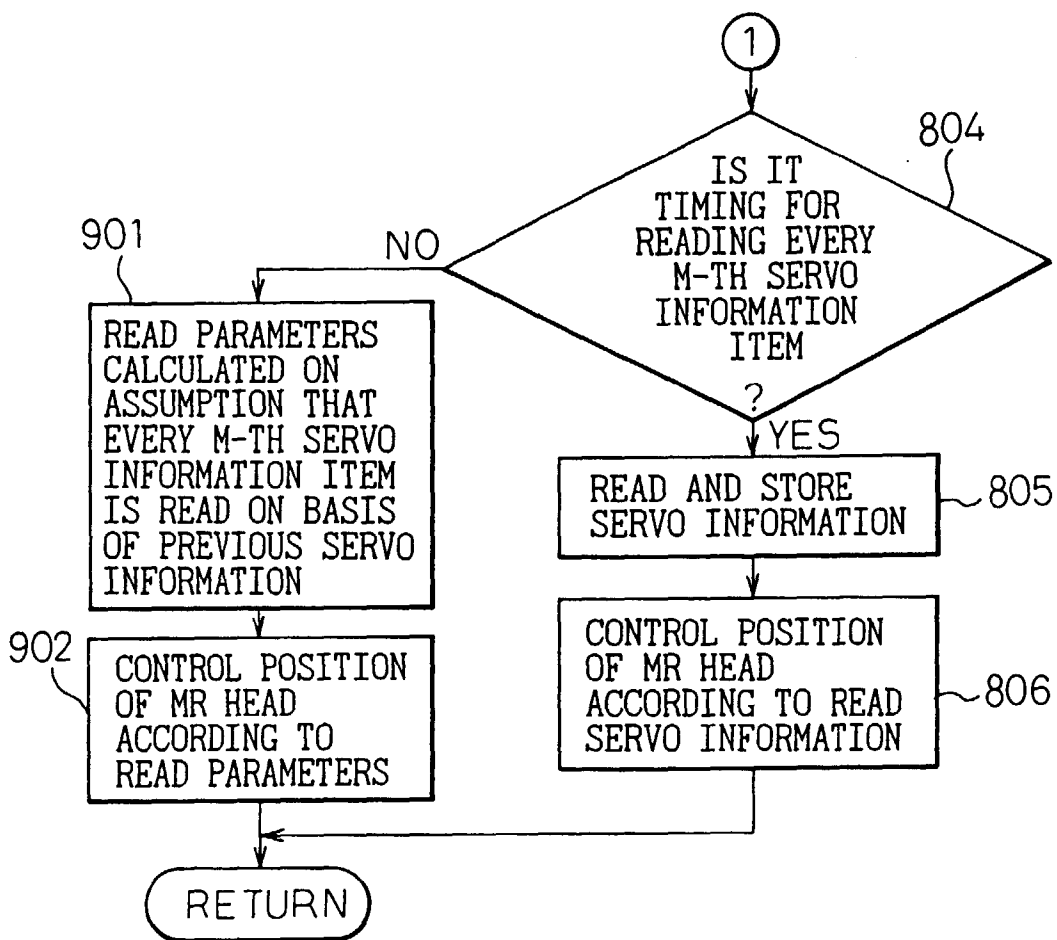 1
804
IS IT
TIMING FOR
READING EVERY
M-TH SERVO
INFORMATION
ITEM
?
NO
YES
901
READ PARAMETERS
CALCULATED ON
ASSUMPTION THAT
EVERY M-TH SERVO
INFORMATION ITEM
IS READ ON BASIS
OF PREVIOUS SERVO
INFORMATION
902
CONTROL POSITION
OF MR HEAD
ACCORDING TO
READ PARAMETERS
READ AND STORE
SERVO INFORMATION
805
CONTROL POSITION
OF MR HEAD
ACCORDING TO READ
SERVO INFORMATION
806
RETURN